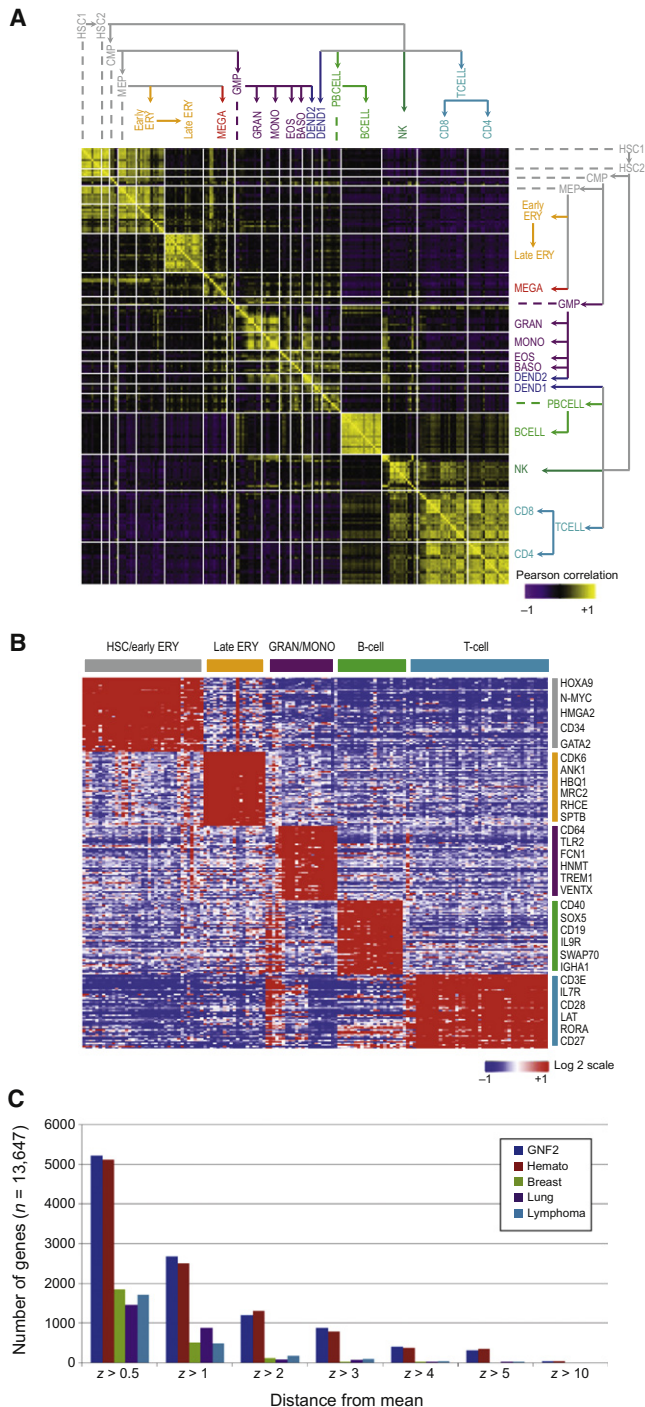 A
HSC1
HSC2
CMP
MEP
Early
ERY
Late ERY
MEGA
GMP
GRAN
MONO
EOS
BASO
DEND2
DEND1
PBCELL
BCELL
NK
TCELL
CD8
CD4
HSC1
HSC2
CMP
MEP
Early
ERY
Late ERY
MEGA
GMP
GRAN
MONO
EOS
BASO
DEND2
DEND1
PBCELL
BCELL
NK
CD8
TCELL
CD4
Pearson correlation
–1 +1
B
HSC/early ERY Late ERY GRAN/MONO B-cell T-cell
HOXA9
N-MYC
HMGA2
CD34
GATA2
CDK6
ANK1
HBQ1
MRC2
RHCE
SPTB
CD64
TLR2
FCN1
HNMT
TREM1
VENTX
CD40
SOX5
CD19
IL9R
SWAP70
IGHA1
CD3E
IL7R
CD28
LAT
RORA
CD27
Log 2 scale
–1 +1
C
Number of genes (n = 13,647)
6000
5000
4000
3000
2000
1000
0
GNF2
Hemato
Breast
Lung
Lymphoma
z > 0.5 z > 1 z > 2 z > 3 z > 4 z > 5 z > 10
Distance from mean